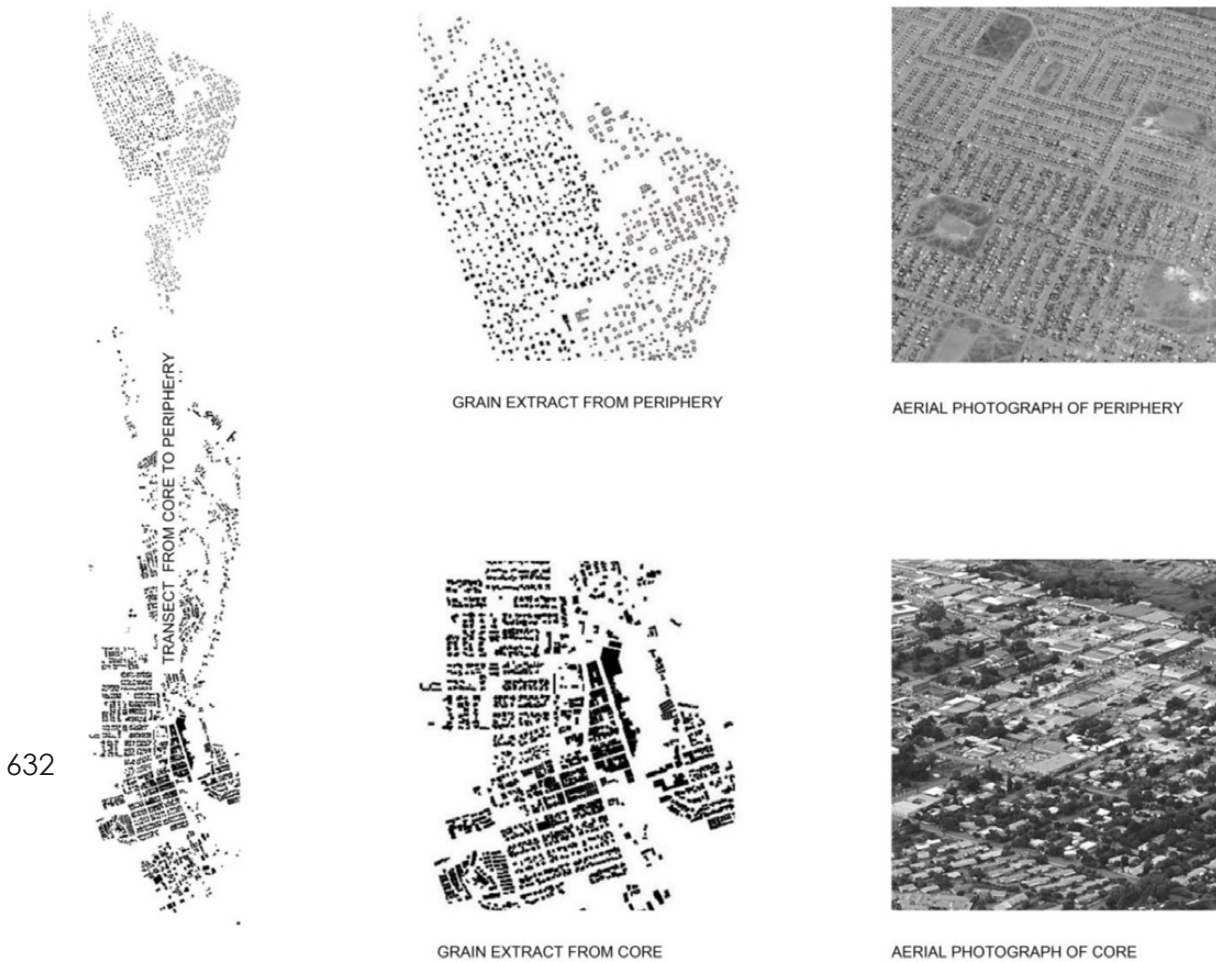 TRANSECT FROM CORE TO PERIPHErRY
GRAIN EXTRACT FROM PERIPHERY
AERIAL PHOTOGRAPH OF PERIPHERY
632
GRAIN EXTRACT FROM CORE
AERIAL PHOTOGRAPH OF CORE